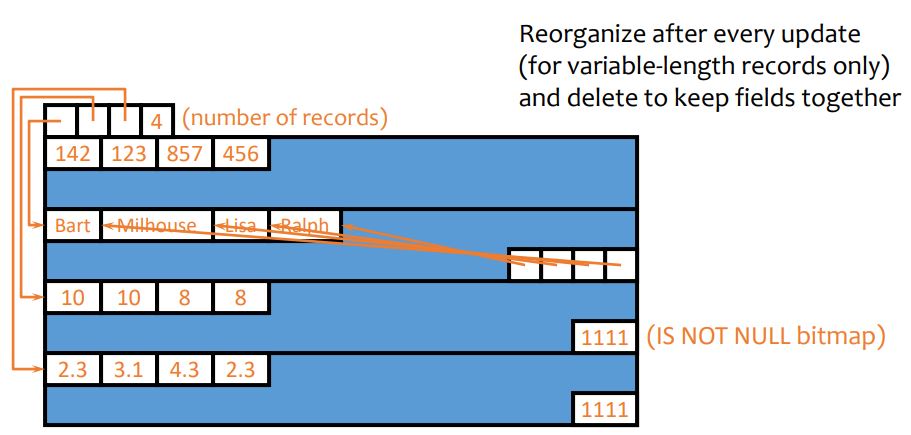 Reorganize after every update
(for variable-length records only)
and delete to keep fields together
4 (number of records)
142 123 857 456
Bart Milhouse Lisa Ralph
10 10 8 8
1111 (IS NOT NULL bitmap)
2.3 3.1 4.3 2.3
1111